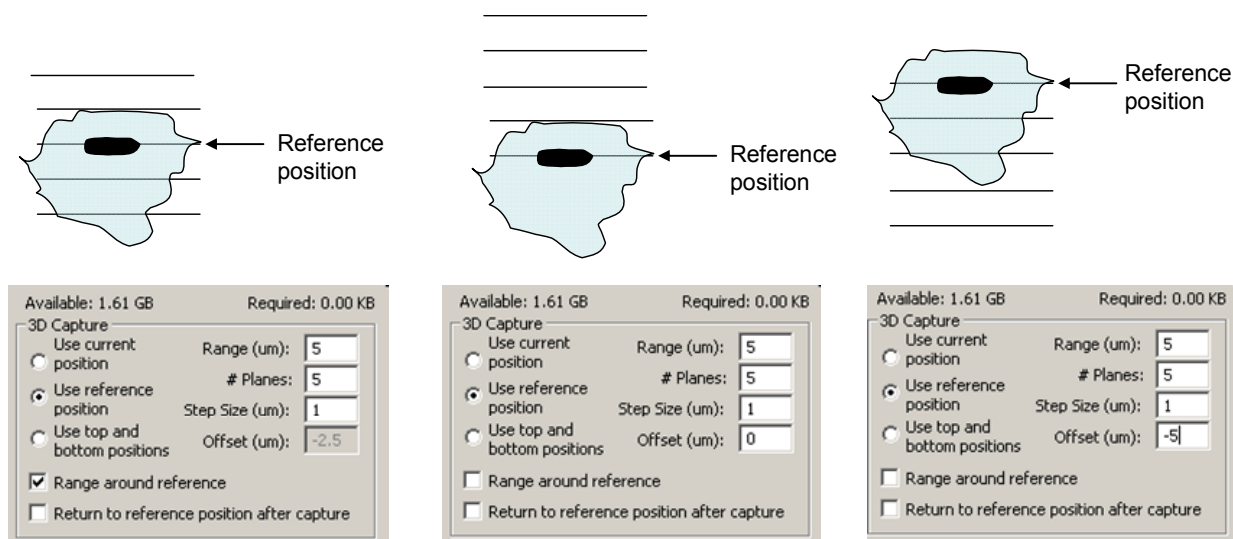 Reference
position
Reference
position
Reference
position
Available: 1.61 GB Required: 0.00 KB
3D Capture
Use current
position
Range (um): 5
# Planes: 5
Use reference
position
Step Size (um): 1
Use top and
bottom positions
Offset (um): -2.5
Range around reference
Return to reference position after capture
Available: 1.61 GB Required: 0.00 KB
3D Capture
Use current
position
Range (um): 5
# Planes: 5
Use reference
position
Step Size (um): 1
Use top and
bottom positions
Offset (um): 0
Range around reference
Return to reference position after capture
Available: 1.61 GB Required: 0.00 KB
3D Capture
Use current
position
Range (um): 5
# Planes: 5
Use reference
position
Step Size (um): 1
Use top and
bottom positions
Offset (um): -5
Range around reference
Return to reference position after capture